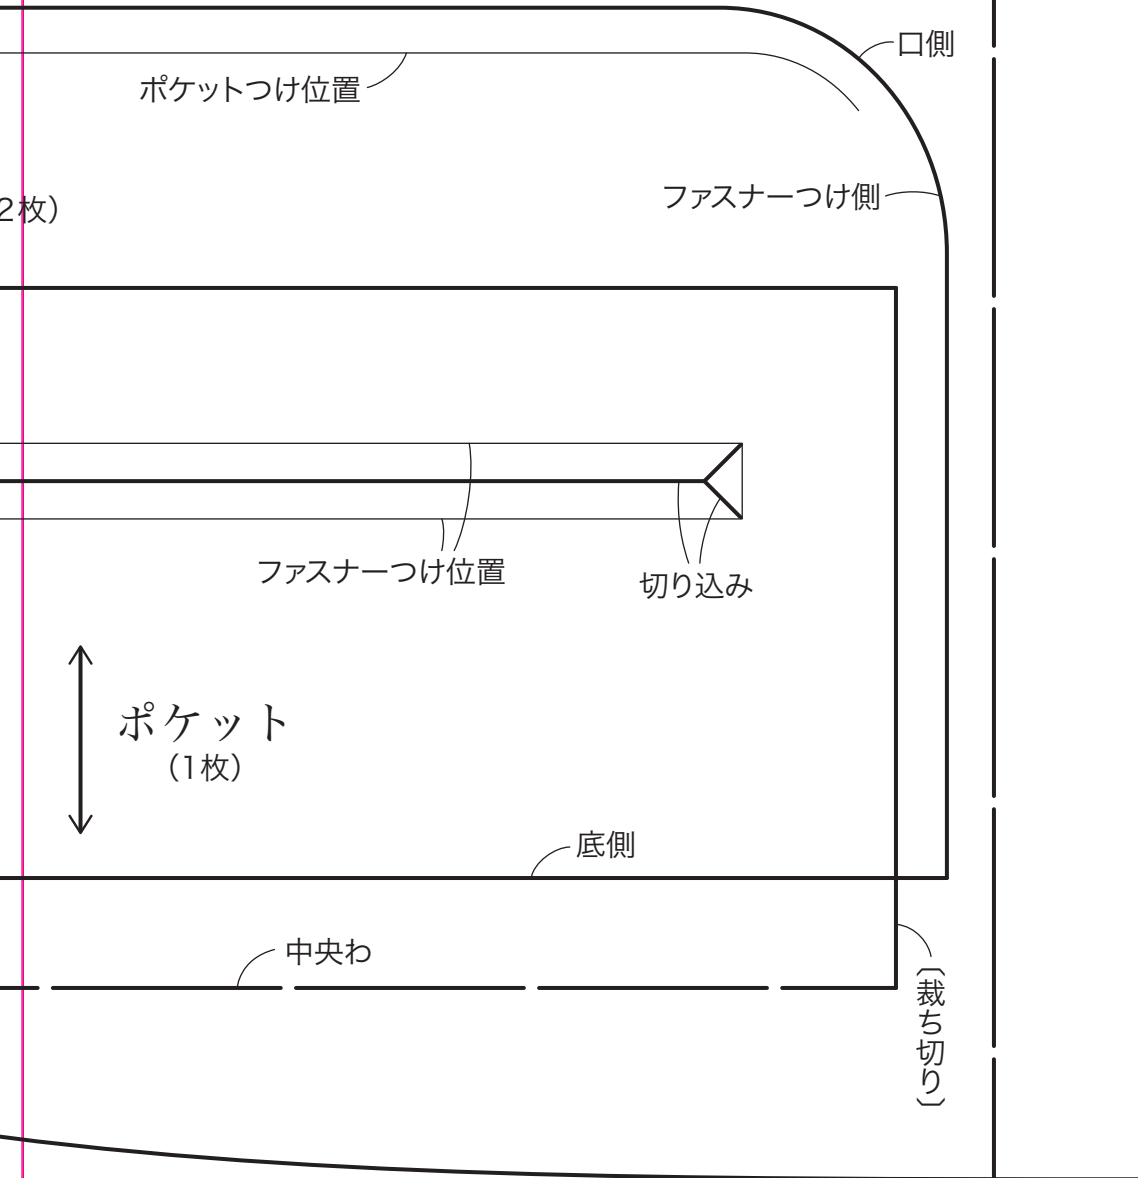 口側
ポケットつけ位置
ファスナーつけ側
2枚）
ファスナーつけ位置
切り込み
ポケット
（1枚）
底側
中央わ
〔裁ち切り〕